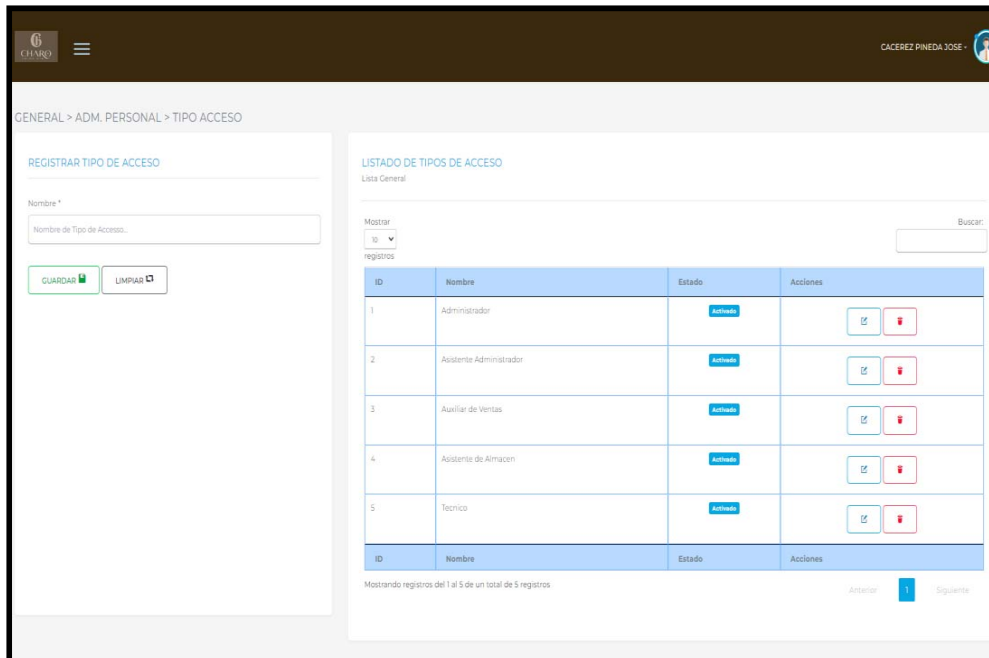 CHARO
CACEREZ PINEDA JOSE
GENERAL > ADM. PERSONAL > TIPO ACCESO
REGISTRAR TIPO DE ACCESO
Nombre *
Nombre de Tipo de Accesso...
GUARDAR
LIMPIAR
LISTADO DE TIPOS DE ACCESO
Lista General
Mostrar
10
registros
Buscar:
ID Nombre Estado Acciones
1 Administrador Activado
2 Asistente Administrador Activado
3 Auxiliar de Ventas Activado
4 Asistente de Almacen Activado
5 Tecnico Activado
ID Nombre Estado Acciones
Mostrando registros del 1 al 5 de un total de 5 registros
Anterior 1 Siguiente